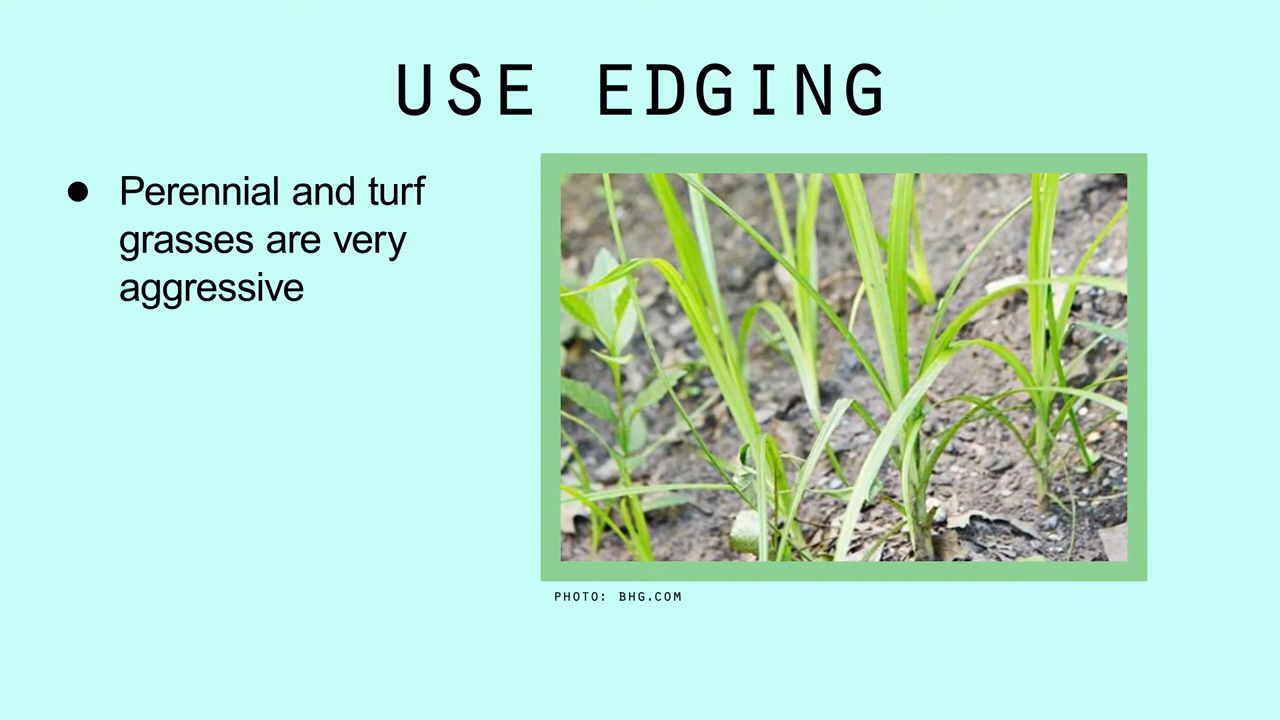 USE EDGING
● Perennial and turf
grasses are very
aggressive
PHOTO: BHG.COM